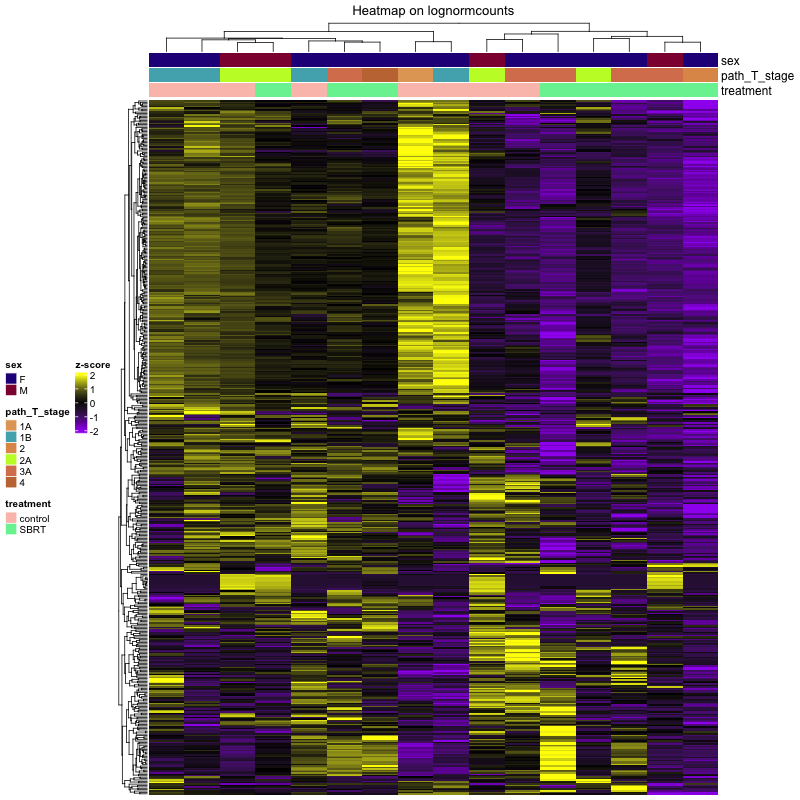 Heatmap on lognormcounts
sex
path_T_stage
treatment
sex
F
M
path_T_stage
1A
1B
2
2A
3A
4
treatment
control
SBRT
z-score
2
1
0
-1
-2